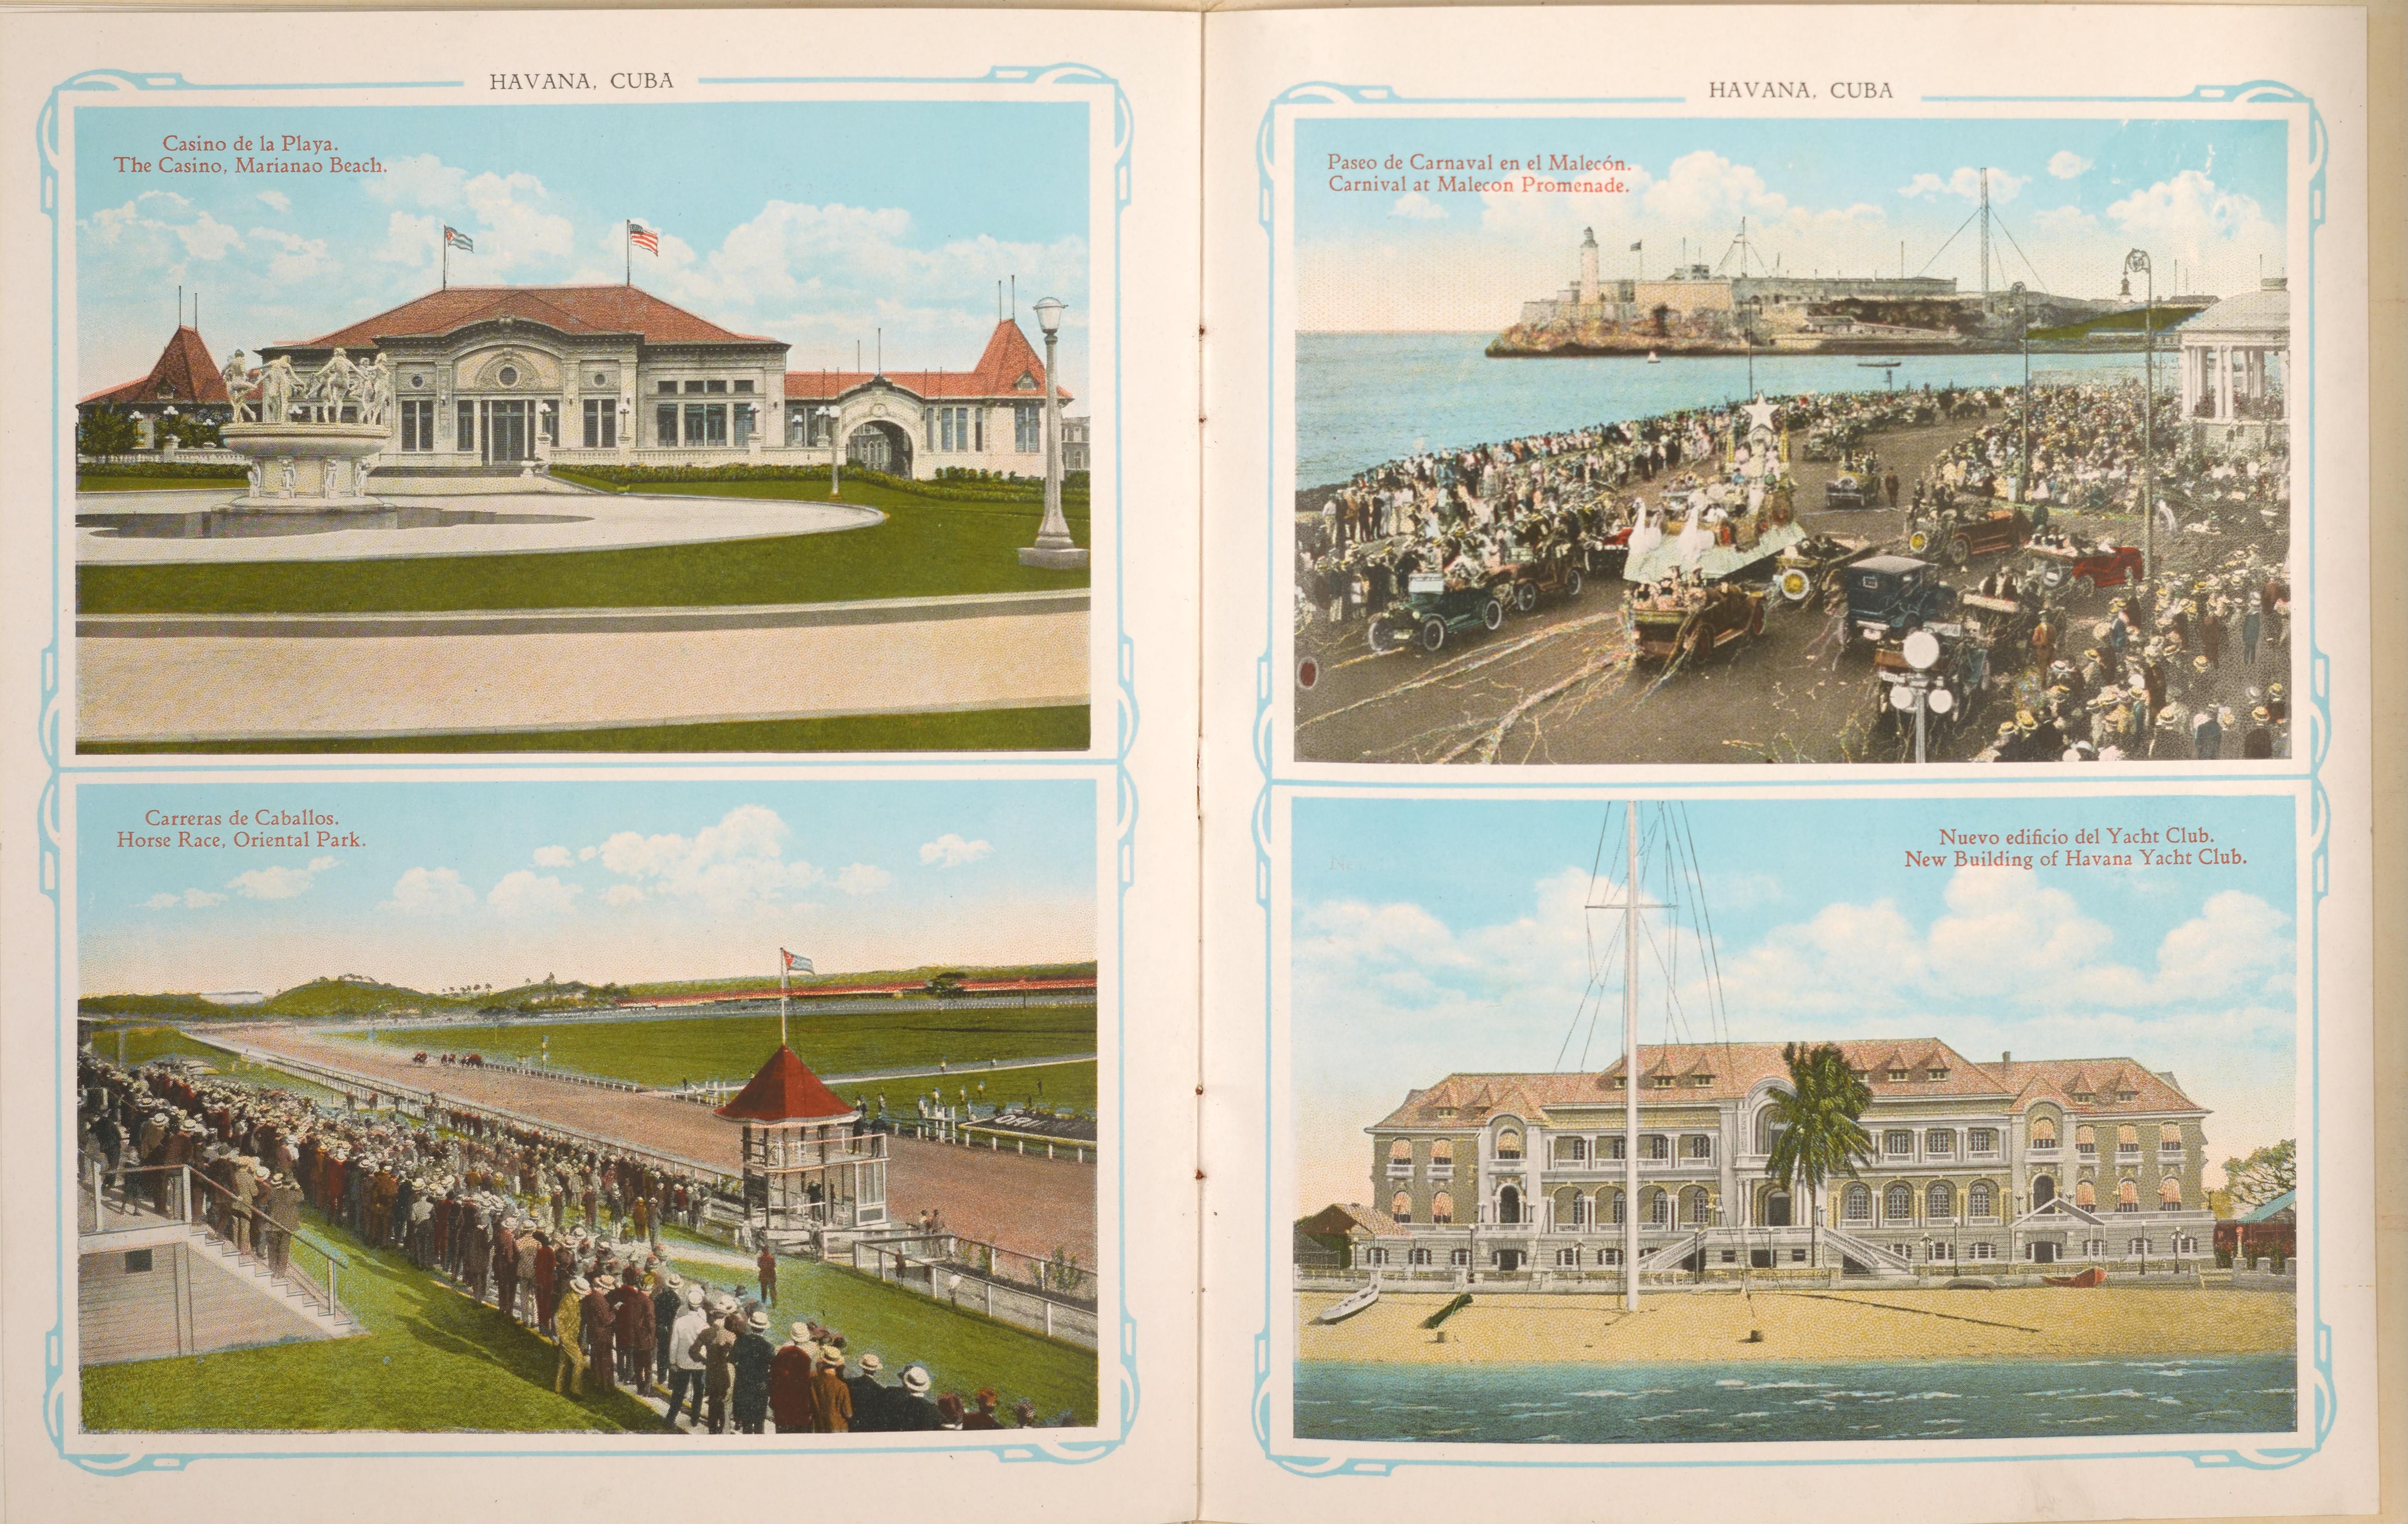 HAVANA, CUBA
Casino de la Playa.
The Casino, Marianao Beach.
Carreras de Caballos.
Horse Race, Oriental Park.
HAVANA, CUBA
Paseo de Carnaval en el Malecón.
Carnival at Malecon Promenade.
Nuevo edificio del Yacht Club.
New Building of Havana Yacht Club.